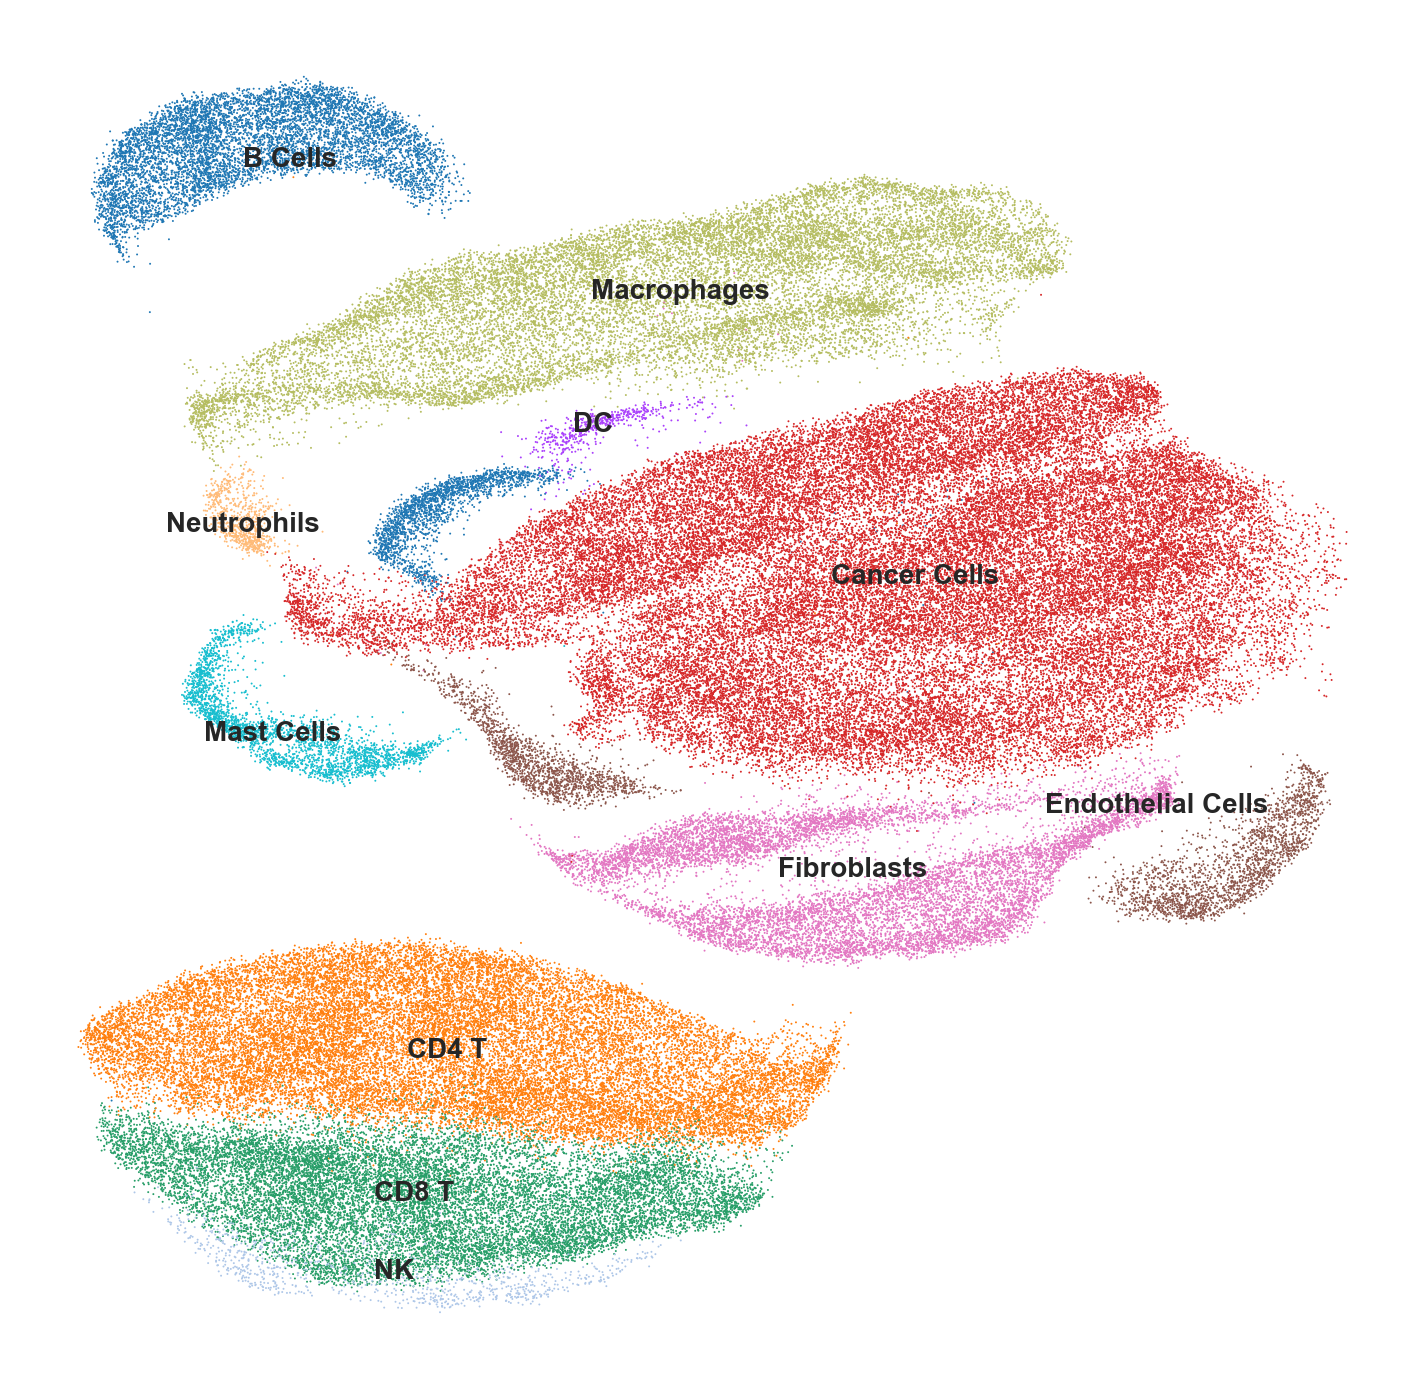 B Cells
Macrophages
DC
Neutrophils
Cancer Cells
Mast Cells
Endothelial Cells
Fibroblasts
CD4 T
CD8 T
NK